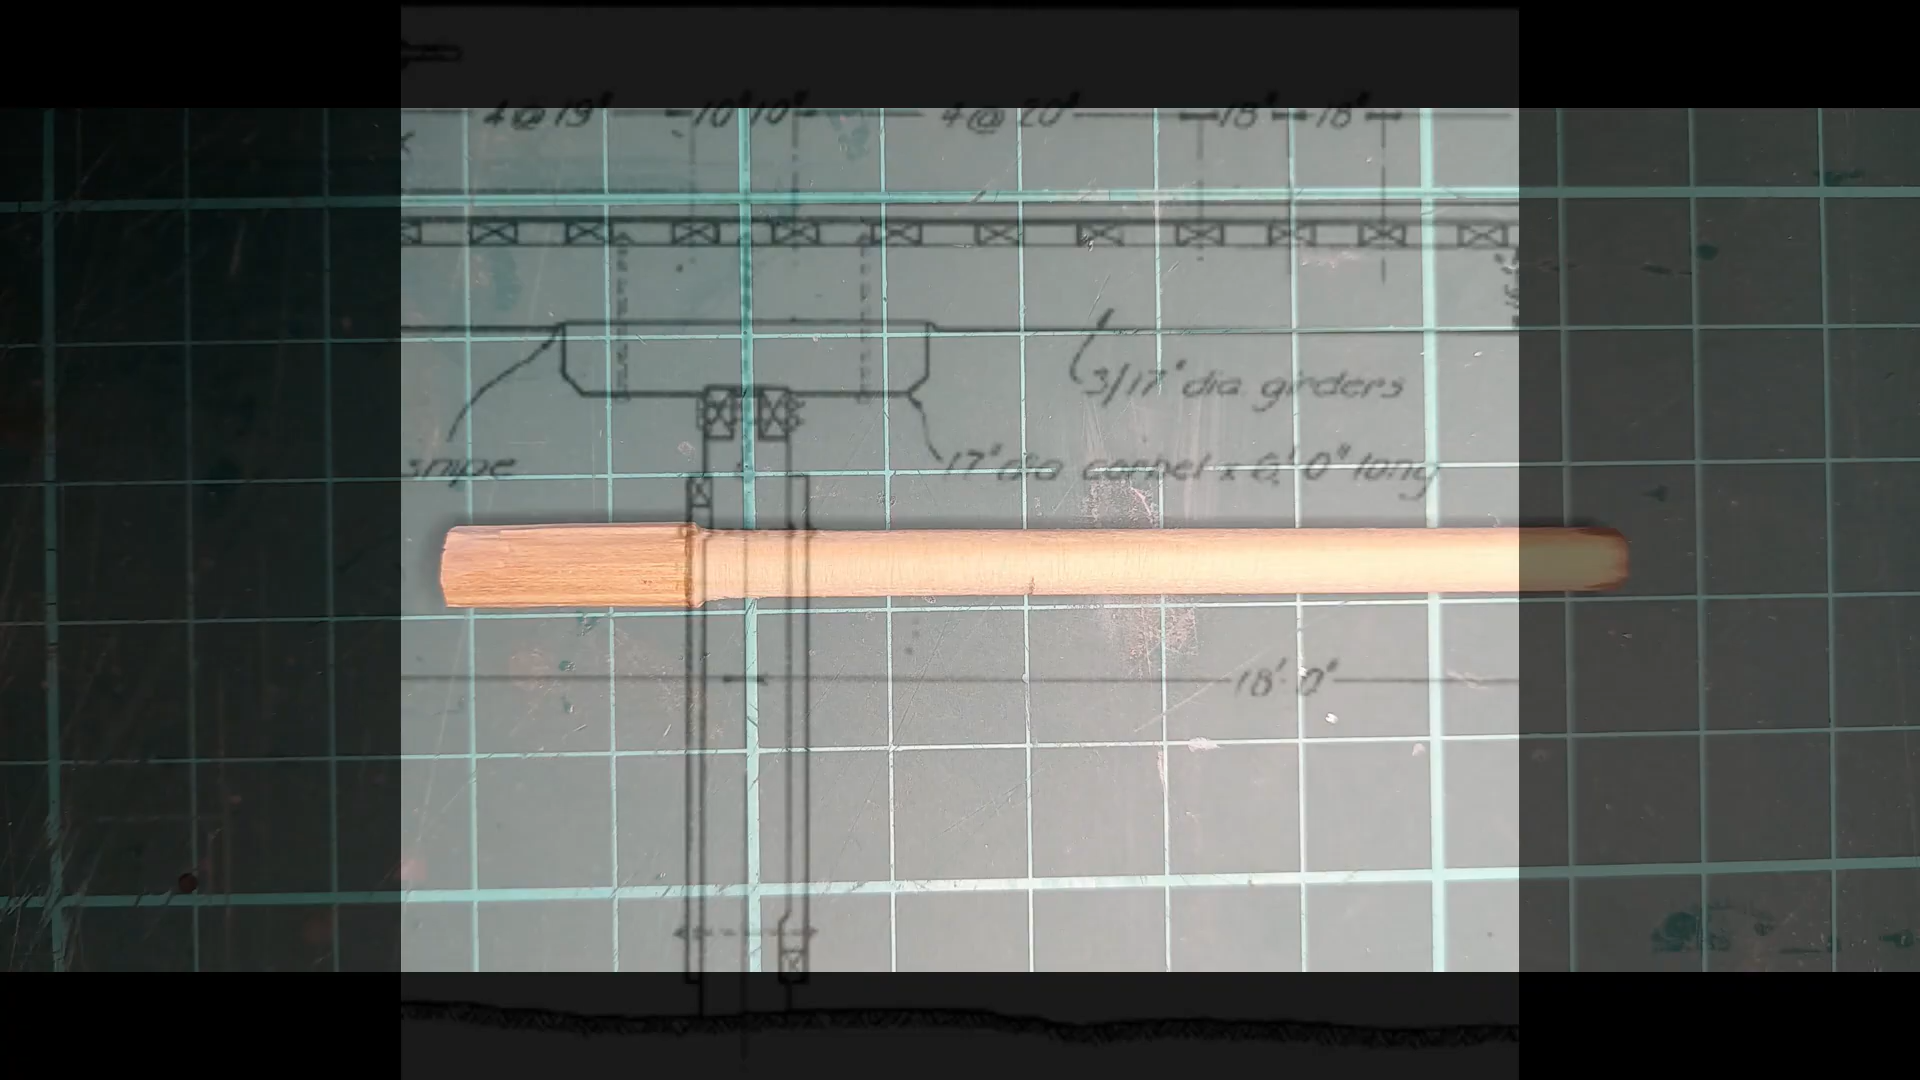 4 @ 19" 10" 10" 4 @ 20" 18" 18"
3/17" dia. girders
snipe 17" dia corpel x 6'. 0" long
18'. 0"